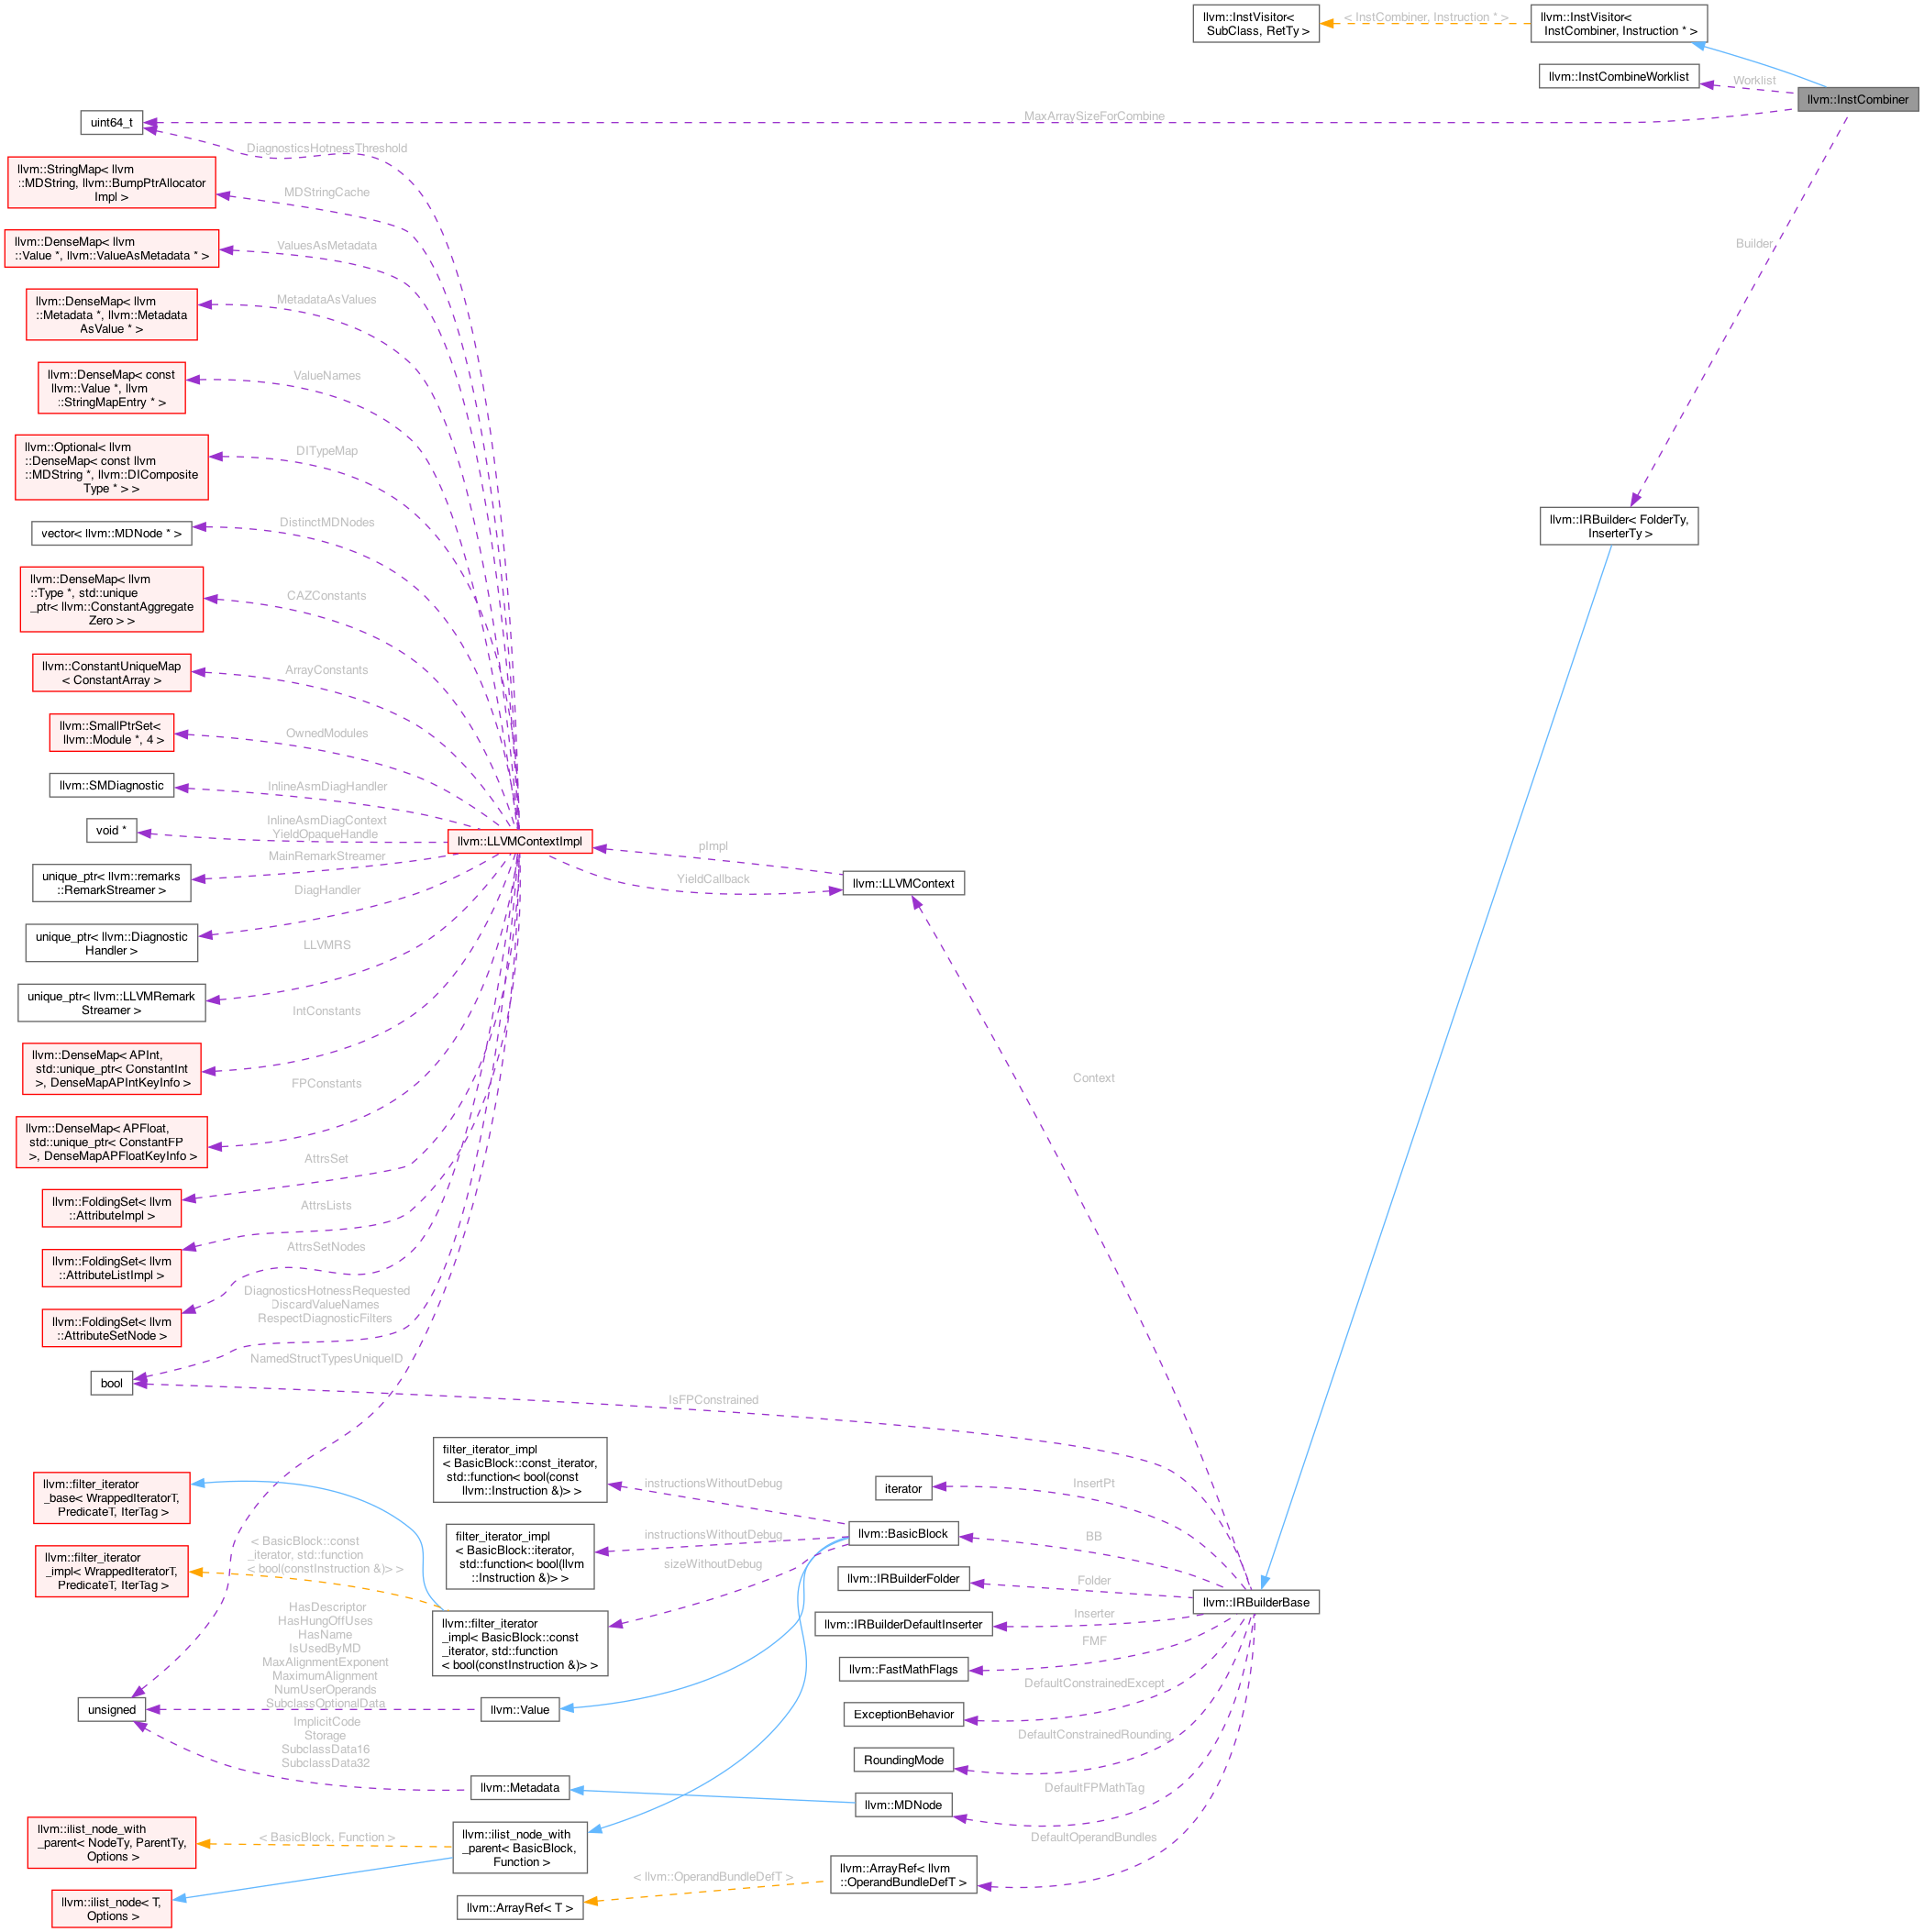 llvm::InstVisitor<
SubClass, RetTy >
< InstCombiner, Instruction * >
llvm::InstVisitor<
InstCombiner, Instruction * >
llvm::InstCombineWorklist
Worklist
llvm::InstCombiner
uint64_t
MaxArraySizeForCombine
DiagnosticsHotnessThreshold
llvm::StringMap< llvm
::MDString, llvm::BumpPtrAllocator
Impl >
MDStringCache
llvm::DenseMap< llvm
::Value *, llvm::ValueAsMetadata * >
ValuesAsMetadata
Builder
llvm::DenseMap< llvm
::Metadata *, llvm::Metadata
AsValue * >
MetadataAsValues
llvm::DenseMap< const
llvm::Value *, llvm
::StringMapEntry * >
ValueNames
llvm::Optional< llvm
::DenseMap< const llvm
::MDString *, llvm::DIComposite
Type * > >
DITypeMap
vector< llvm::MDNode * >
DistinctMDNodes
llvm::IRBuilder< FolderTy,
InserterTy >
llvm::DenseMap< llvm
::Type *, std::unique
_ptr< llvm::ConstantAggregate
Zero > >
CAZConstants
llvm::ConstantUniqueMap
< ConstantArray >
ArrayConstants
llvm::SmallPtrSet<
llvm::Module *, 4 >
OwnedModules
llvm::SMDiagnostic
InlineAsmDiagHandler
void *
InlineAsmDiagContext
YieldOpaqueHandle
llvm::LLVMContextImpl
pImpl
YieldCallback
llvm::LLVMContext
unique_ptr< llvm::remarks
::RemarkStreamer >
MainRemarkStreamer
unique_ptr< llvm::Diagnostic
Handler >
DiagHandler
unique_ptr< llvm::LLVMRemark
Streamer >
LLVMRS
llvm::DenseMap< APInt,
std::unique_ptr< ConstantInt
>, DenseMapAPIntKeyInfo >
IntConstants
Context
llvm::DenseMap< APFloat,
std::unique_ptr< ConstantFP
>, DenseMapAPFloatKeyInfo >
FPConstants
llvm::FoldingSet< llvm
::AttributeImpl >
AttrsSet
llvm::FoldingSet< llvm
::AttributeListImpl >
AttrsLists
llvm::FoldingSet< llvm
::AttributeSetNode >
AttrsSetNodes
bool
DiagnosticsHotnessRequested
DiscardValueNames
RespectDiagnosticFilters
NamedStructTypesUniqueID
IsFPConstrained
filter_iterator_impl
< BasicBlock::const_iterator,
std::function< bool(const
llvm::Instruction &)> >
instructionsWithoutDebug
iterator
InsertPt
llvm::filter_iterator
_base< WrappedIteratorT,
PredicateT, IterTag >
filter_iterator_impl
< BasicBlock::iterator,
std::function< bool(llvm
::Instruction &)> >
instructionsWithoutDebug
sizeWithoutDebug
llvm::BasicBlock
BB
llvm::filter_iterator
_impl< WrappedIteratorT,
PredicateT, IterTag >
< BasicBlock::const
_iterator, std::function
< bool(constInstruction &)> >
llvm::IRBuilderFolder
Folder
llvm::IRBuilderBase
llvm::filter_iterator
_impl< BasicBlock::const
_iterator, std::function
< bool(constInstruction &)> >
llvm::IRBuilderDefaultInserter
Inserter
llvm::FastMathFlags
FMF
HasDescriptor
HasHungOffUses
HasName
IsUsedByMD
MaxAlignmentExponent
MaximumAlignment
NumUserOperands
SubclassOptionalData
unsigned
llvm::Value
ExceptionBehavior
DefaultConstrainedExcept
ImplicitCode
Storage
SubclassData16
SubclassData32
RoundingMode
DefaultConstrainedRounding
llvm::Metadata
llvm::MDNode
DefaultFPMathTag
llvm::ilist_node_with
_parent< NodeTy, ParentTy,
Options >
< BasicBlock, Function >
llvm::ilist_node_with
_parent< BasicBlock,
Function >
DefaultOperandBundles
llvm::ilist_node< T,
Options >
llvm::ArrayRef< T >
< llvm::OperandBundleDefT >
llvm::ArrayRef< llvm
::OperandBundleDefT >